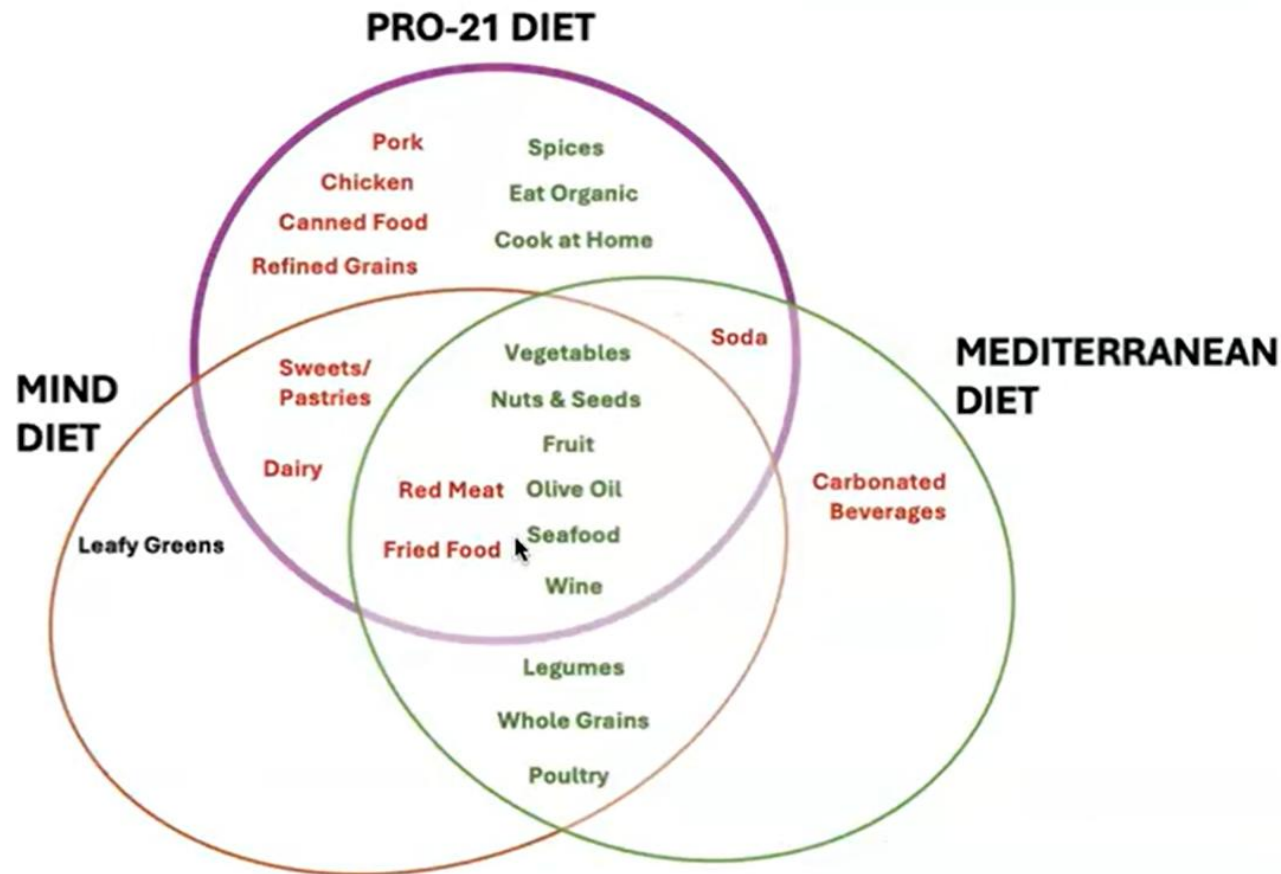 PRO-21 DIET
Pork
Spices
Chicken
Eat Organic
Canned Food
Cook at Home
Refined Grains
Soda
MIND
DIET
MEDITERRANEAN
DIET
Sweets/
Pastries
Dairy
Vegetables
Nuts & Seeds
Fruit
Red Meat
Olive Oil
Fried Food
Seafood
Wine
Carbonated
Beverages
Leafy Greens
Legumes
Whole Grains
Poultry